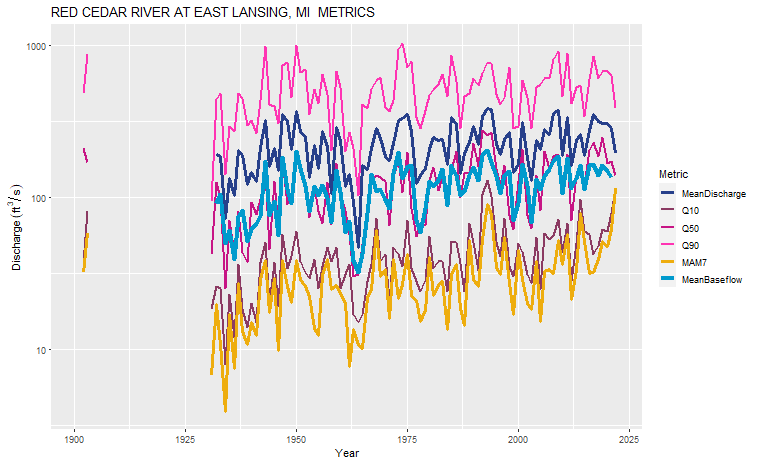 RED CEDAR RIVER AT EAST LANSING, MI  METRICS
Discharge (ft³/s)
1000
100
10
1900
1925
1950
1975
2000
2025
Year
Metric
MeanDischarge
Q10
Q50
Q90
MAM7
MeanBaseflow